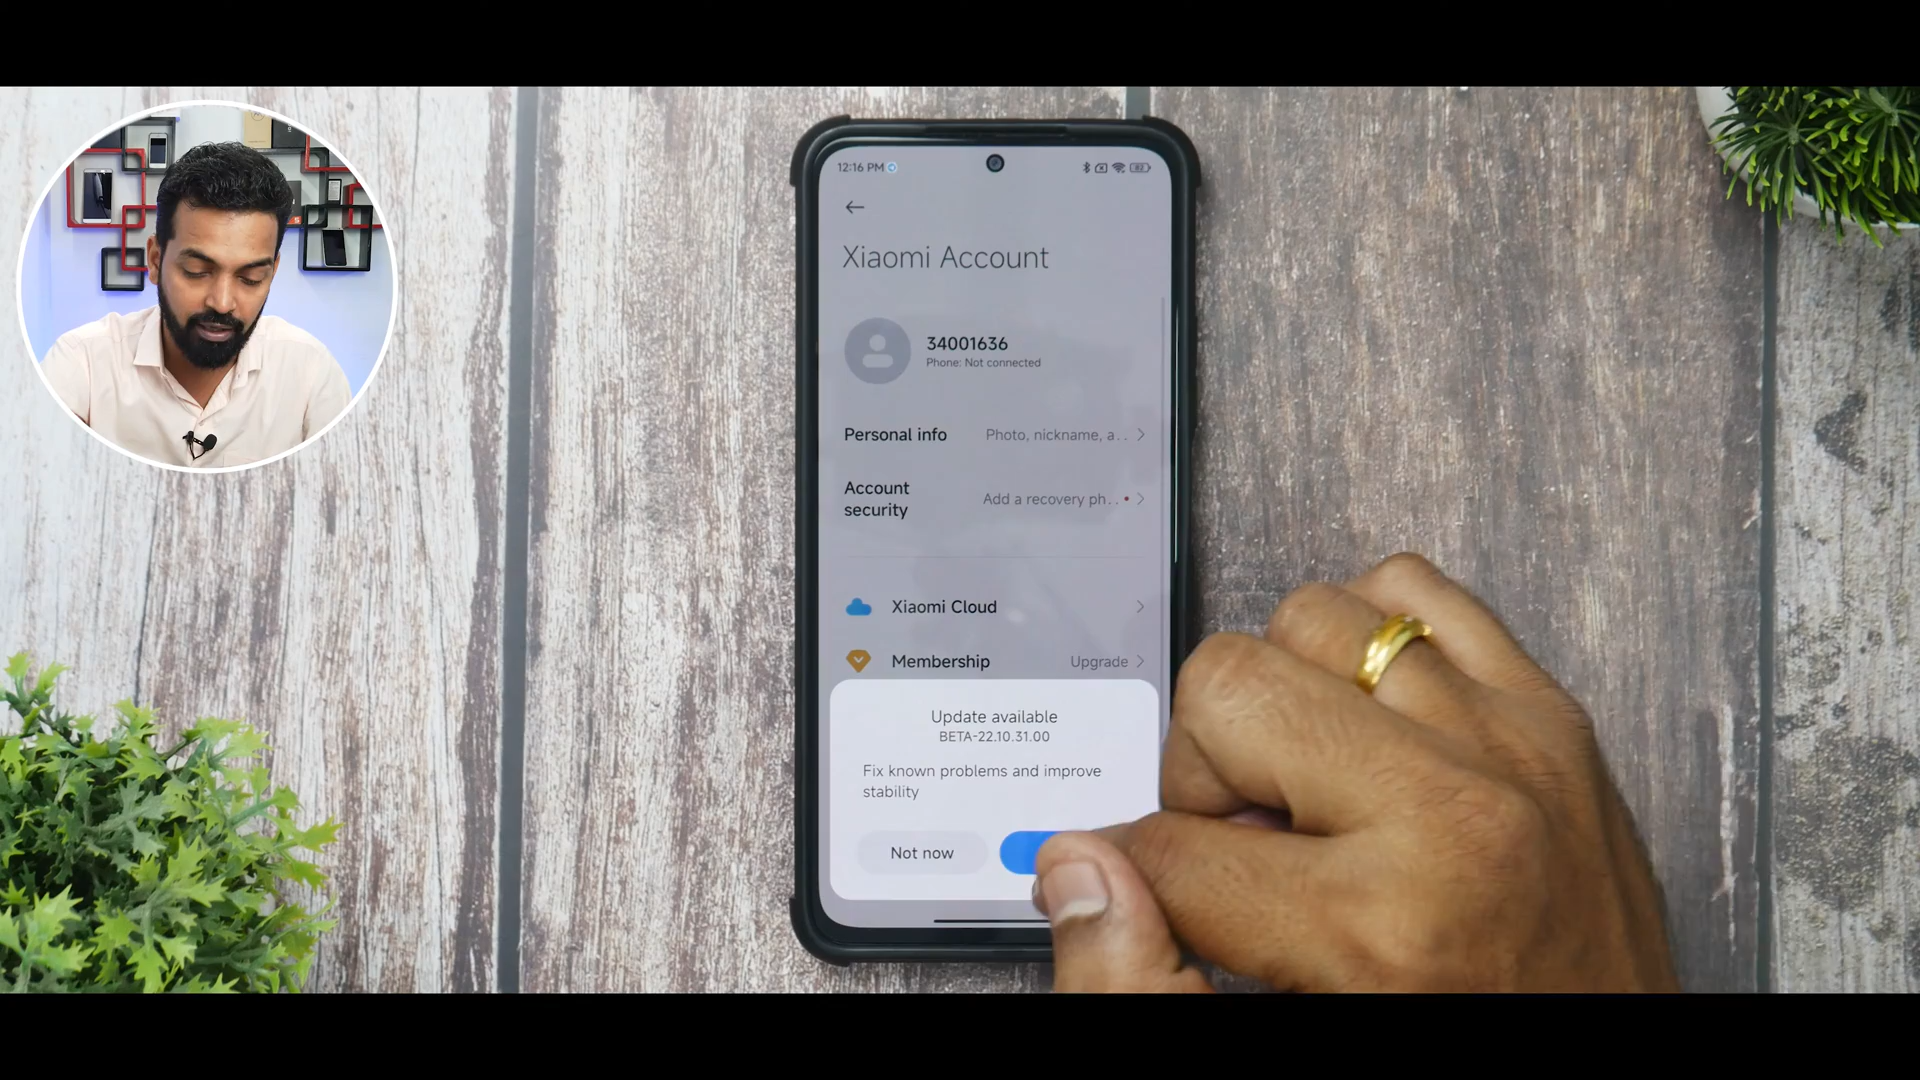 12:16 PM
82
Xiaomi Account
34001636
Phone: Not connected
Personal info
Photo, nickname, a..
Account
security
Add a recovery ph..
Xiaomi Cloud
Membership
Upgrade
Update available
BETA-22.10.31.00
Fix known problems and improve
stability
Not now